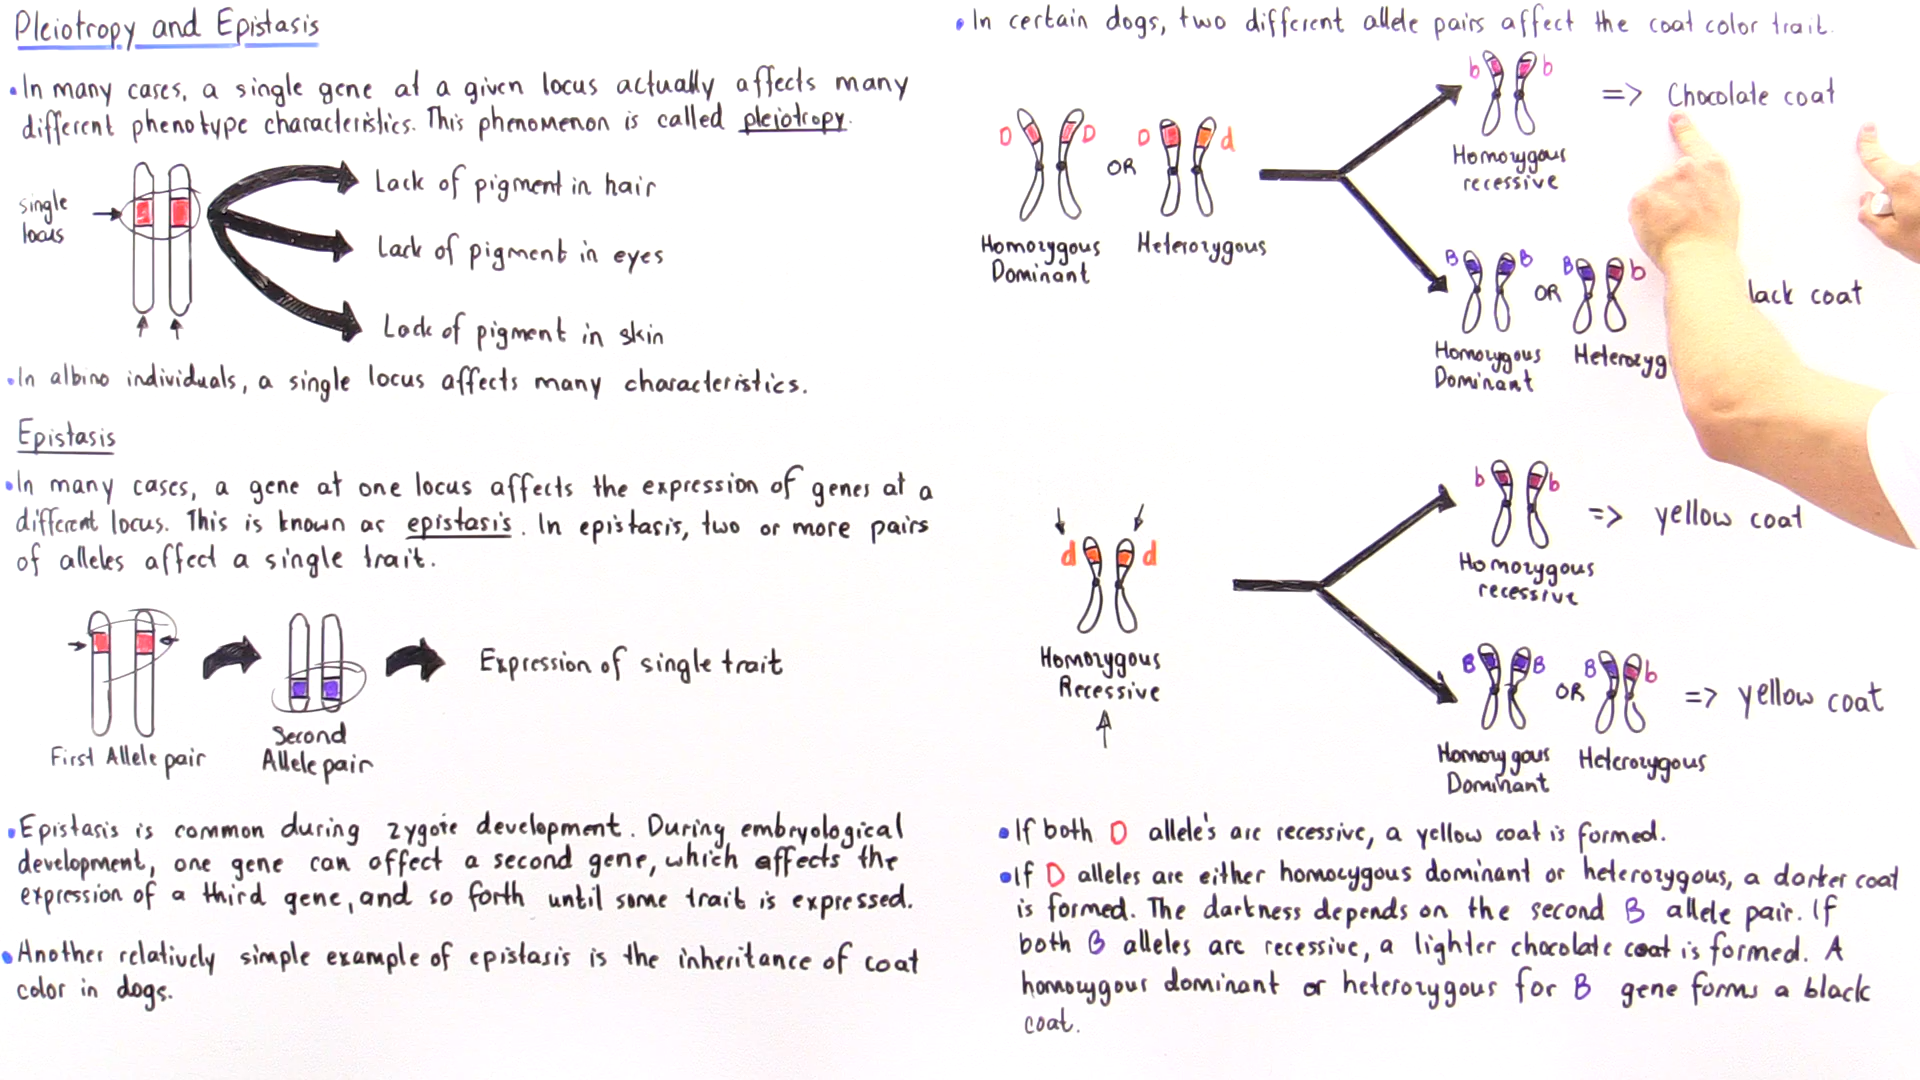 Pleiotropy and Epistasis
• In many cases, a single gene at a given locus actually affects many
different phenotype characteristics. This phenomenon is called pleiotropy.
single
locus
Lack of pigment in hair
Lack of pigment in eyes
Lack of pigment in skin
• In albino individuals, a single locus affects many characteristics.
Epistasis
• In many cases, a gene at one locus affects the expression of genes at a
different locus. This is known as epistasis. In epistasis, two or more pairs
of alleles affect a single trait.
Expression of single trait
First Allele pair
Second
Allele pair
• Epistasis is common during zygote development. During embryological
development, one gene can affect a second gene, which affects the
expression of a third gene, and so forth until some trait is expressed.
• Another relatively simple example of epistasis is the inheritance of coat
color in dogs.
• In certain dogs, two different allele pairs affect the coat color trait.
b b => Chocolate coat
Homozygous
recessive
D D OR D d
Homozygous
Dominant
Heterozygous
B B OR B b
lack coat
Homozygous
Dominant
Heterozyg
b b => yellow coat
Homozygous
recessive
d d
Homozygous
Recessive
B B OR B b => yellow coat
Homozygous
Dominant
Heterozygous
• If both D allele's are recessive, a yellow coat is formed.
• If D alleles are either homozygous dominant or heterozygous, a darker coat
is formed. The darkness depends on the second B allele pair. If
both B alleles are recessive, a lighter chocolate coat is formed. A
homozygous dominant or heterozygous for B gene forms a black
coat.